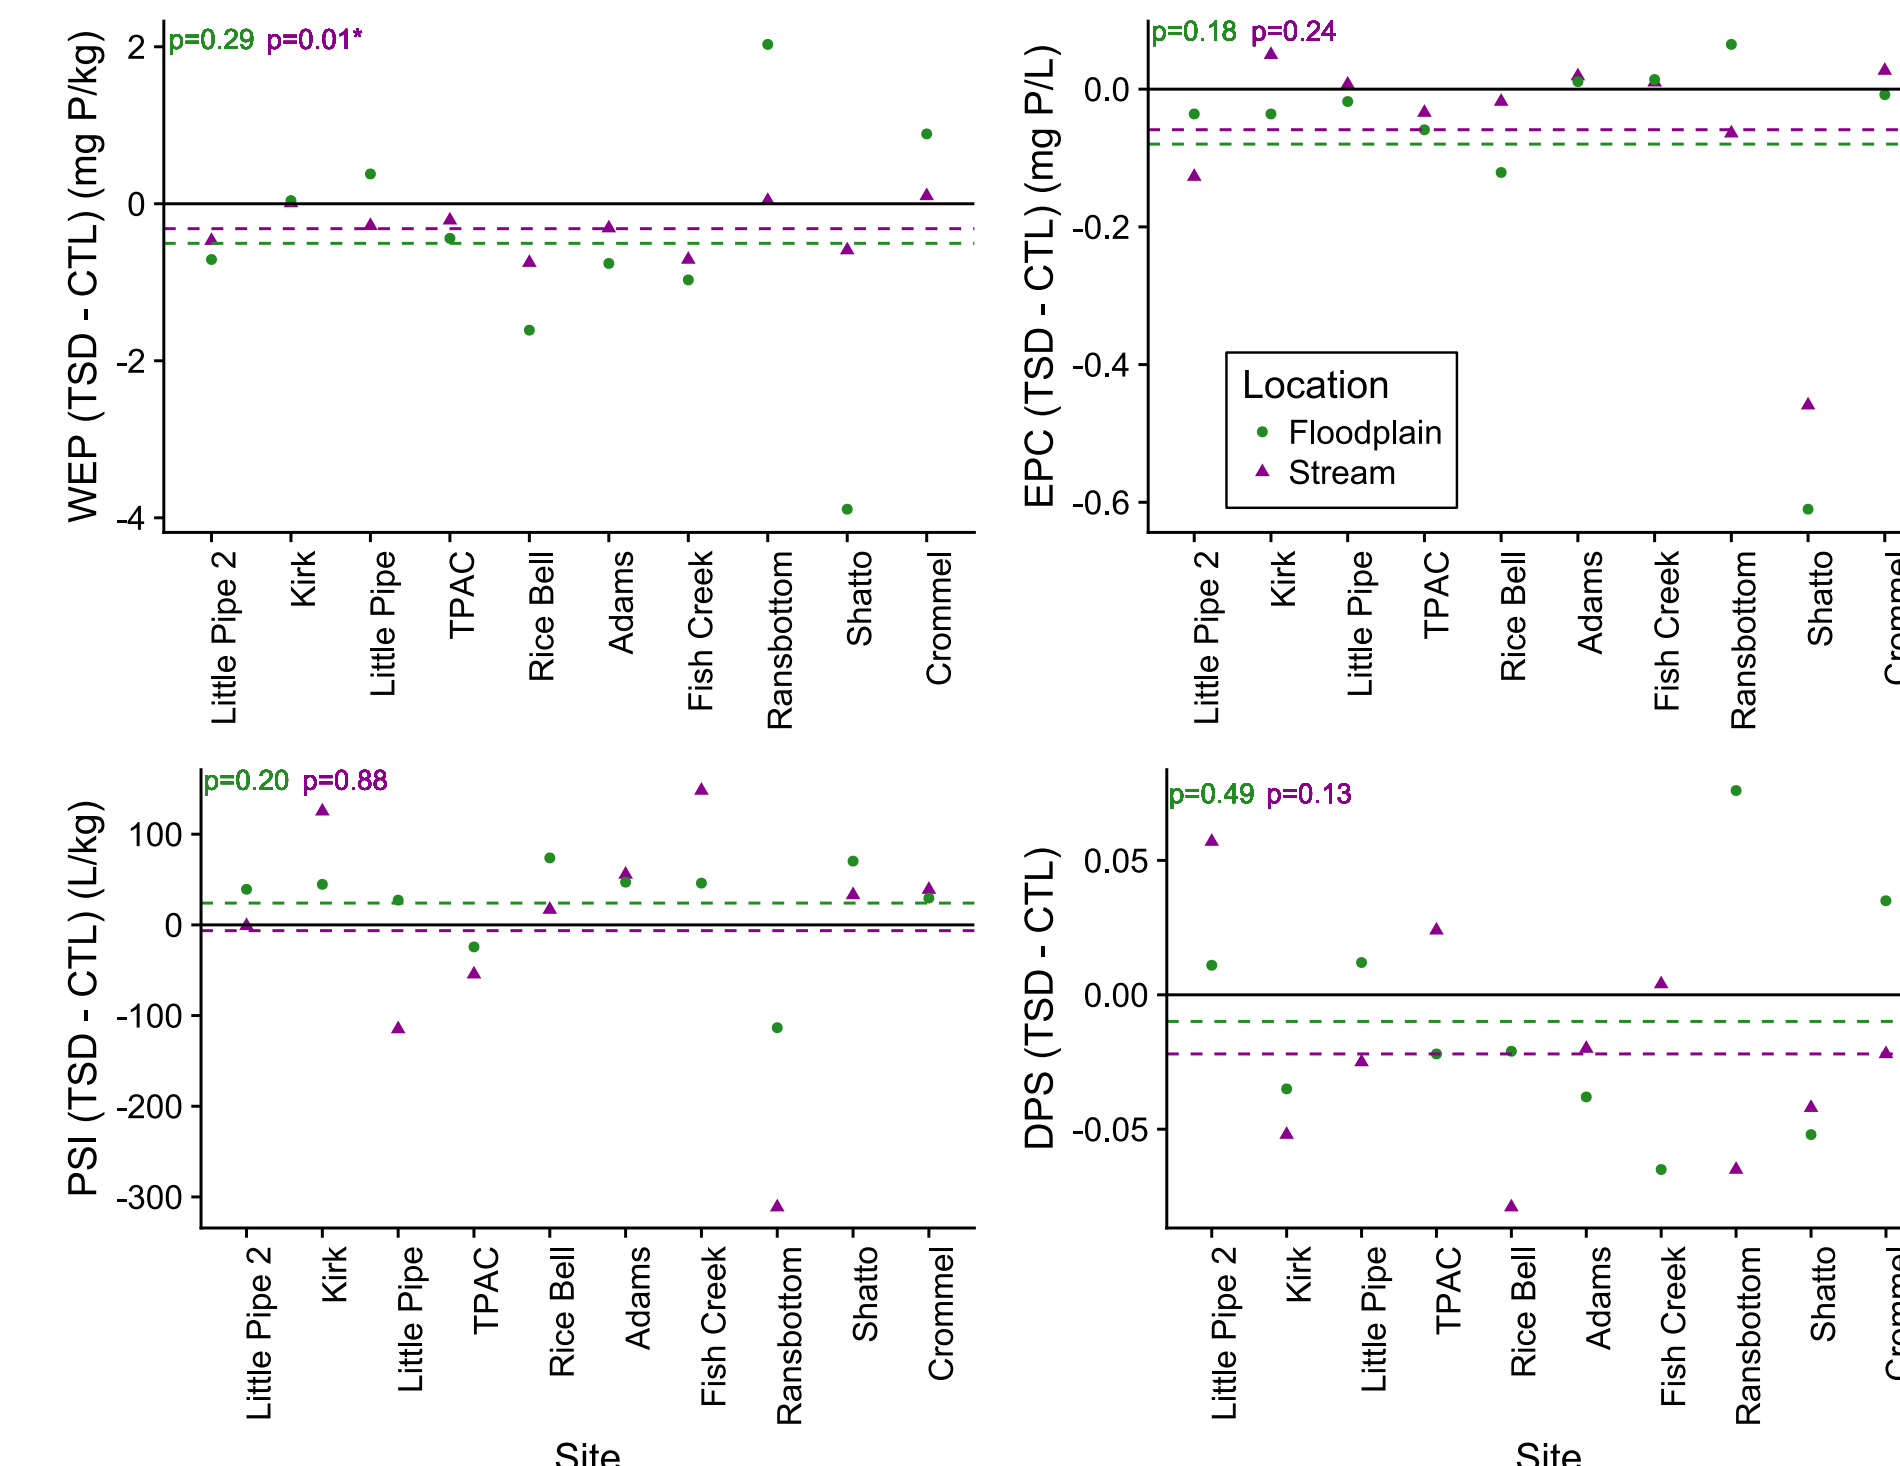 WEP (TSD - CTL) (mg P/kg)
p=0.29 p=0.01*
2
0
-2
-4
Little Pipe 2
Kirk
Little Pipe
TPAC
Rice Bell
Adams
Fish Creek
Ransbottom
Shatto
Crommel
EPC (TSD - CTL) (mg P/L)
p=0.18 p=0.24
0.0
-0.2
-0.4
-0.6
Location
Floodplain
Stream
Little Pipe 2
Kirk
Little Pipe
TPAC
Rice Bell
Adams
Fish Creek
Ransbottom
Shatto
Crommel
PSI (TSD - CTL) (L/kg)
p=0.20 p=0.88
100
0
-100
-200
-300
Little Pipe 2
Kirk
Little Pipe
TPAC
Rice Bell
Adams
Fish Creek
Ransbottom
Shatto
Crommel
Site
DPS (TSD - CTL)
p=0.49 p=0.13
0.05
0.00
-0.05
Little Pipe 2
Kirk
Little Pipe
TPAC
Rice Bell
Adams
Fish Creek
Ransbottom
Shatto
Crommel
Site